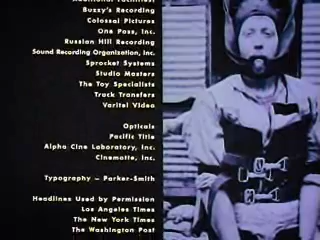 Additional Facilities:
Buzzy's Recording
Colossal Pictures
One Pass, Inc.
Russian Hill Recording
Sound Recording Organization, Inc.
Sprocket Systems
Studio Masters
The Toy Specialists
Track Transfers
Varitel Video
Opticals
Pacific Title
Alpha Cine Laboratory, Inc.
Cinemotte, Inc.
Typography – Parker-Smith
Headlines Used by Permission
Los Angeles Times
The New York Times
The Washington Post